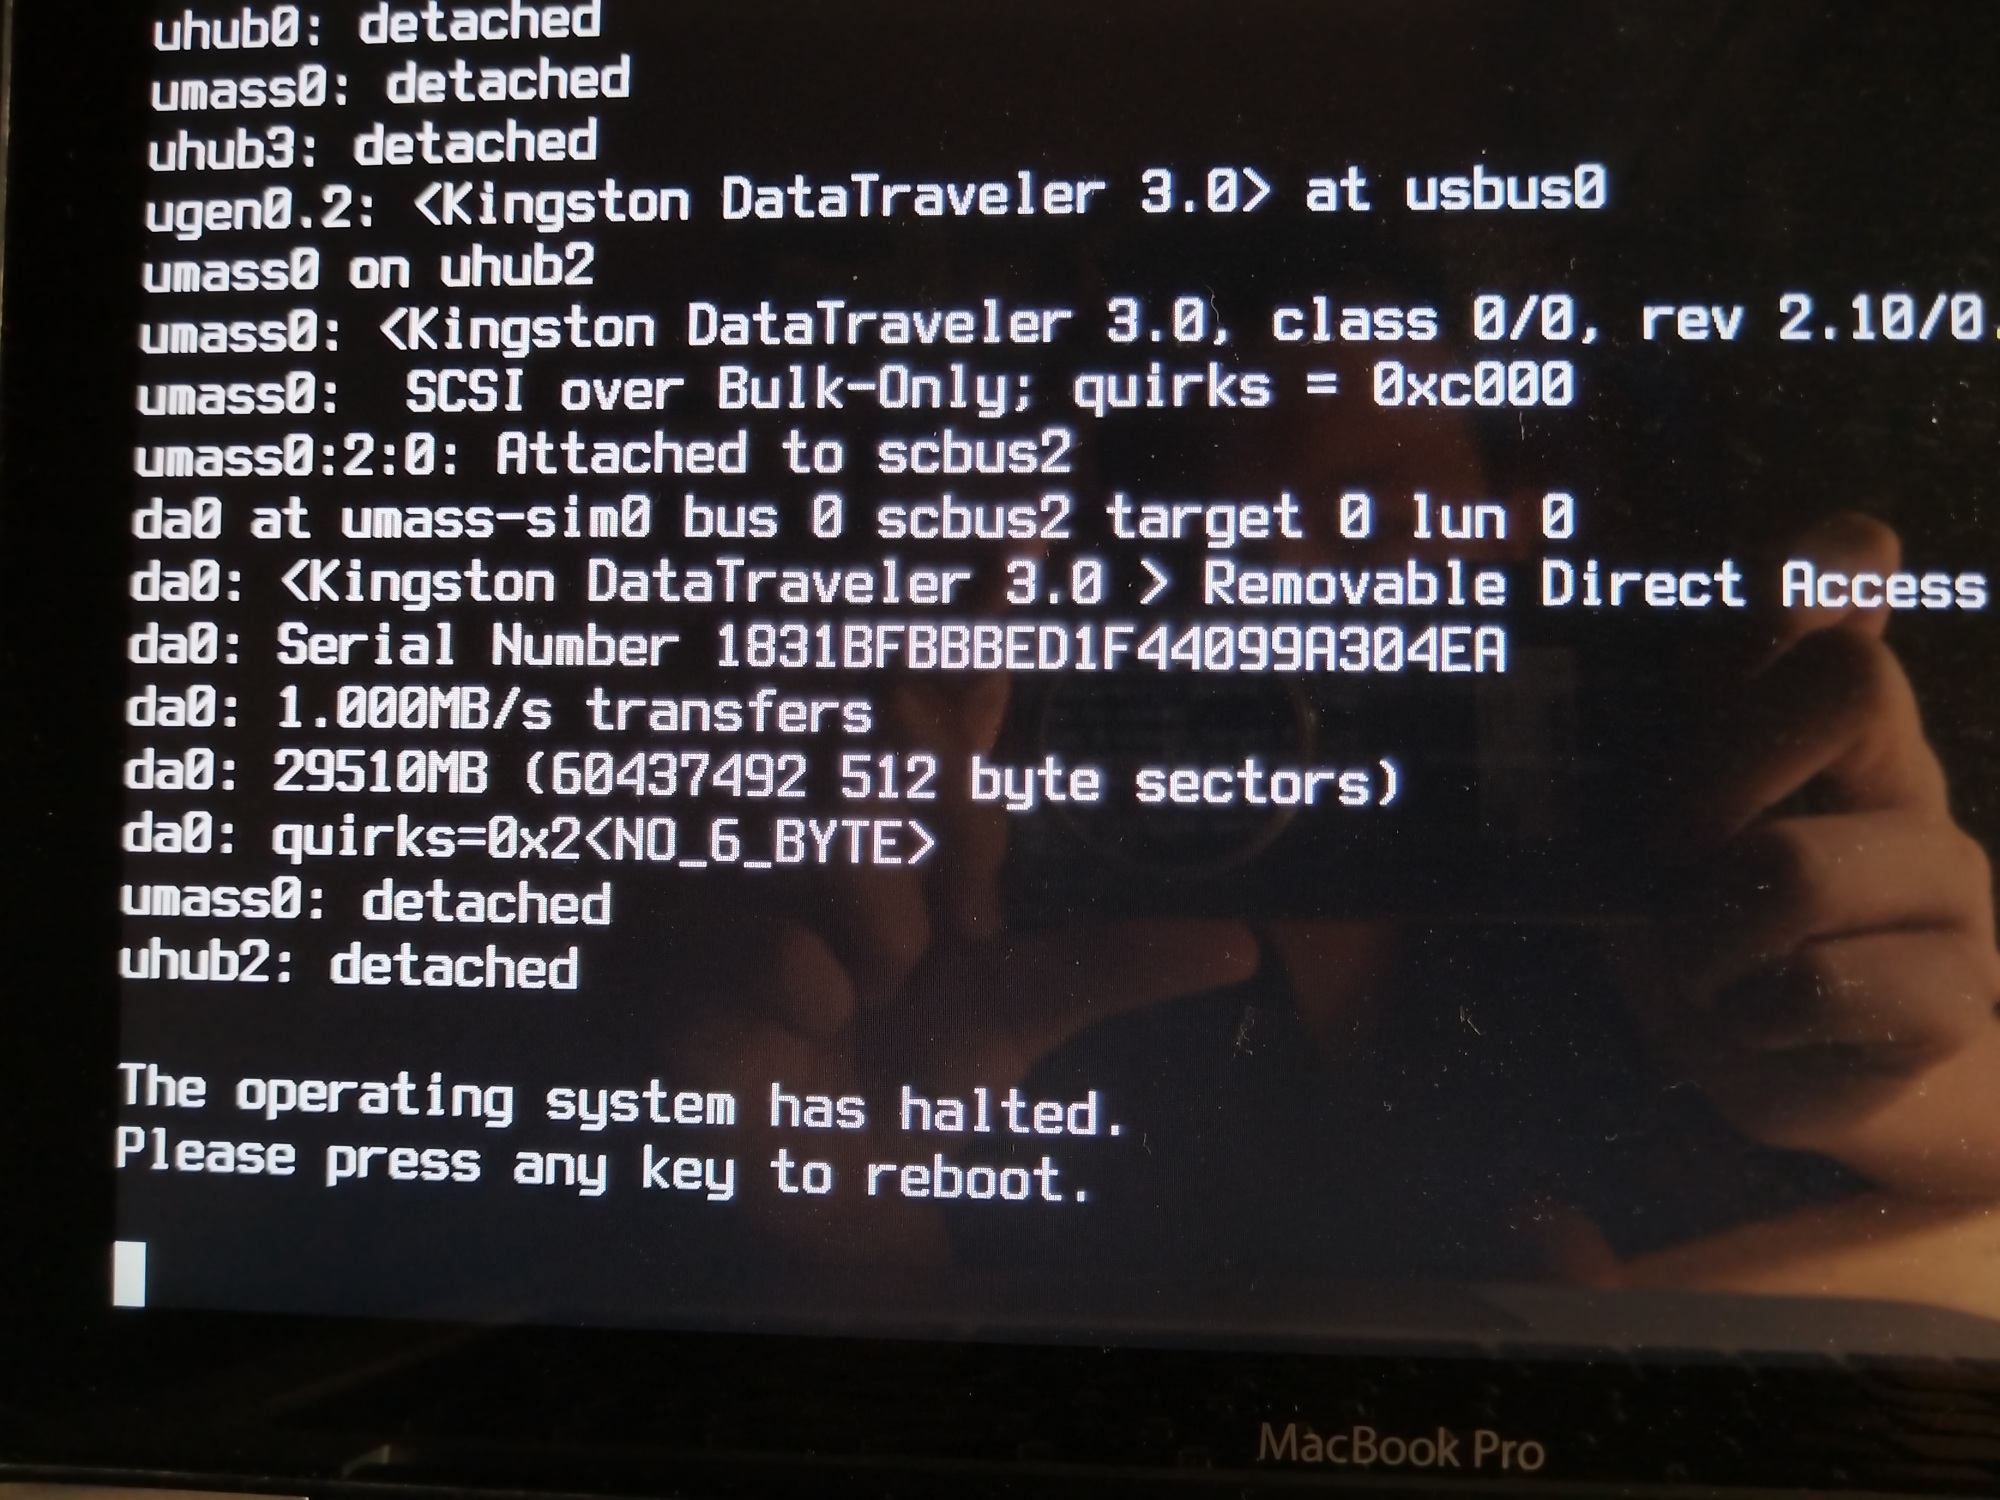 uhub0: detached
umass0: detached
uhub3: detached
ugen0.2: <Kingston DataTraveler 3.0> at usbus0
umass0 on uhub2
umass0: <Kingston DataTraveler 3.0, class 0/0, rev 2.10/0.
umass0:  SCSI over Bulk-Only; quirks = 0xc000
umass0:2:0: Attached to scbus2
da0 at umass-sim0 bus 0 scbus2 target 0 lun 0
da0: <Kingston DataTraveler 3.0 > Removable Direct Access
da0: Serial Number 1831BFBBBED1F44099A304EA
da0: 1.000MB/s transfers
da0: 29510MB (60437492 512 byte sectors)
da0: quirks=0x2<NO_6_BYTE>
umass0: detached
uhub2: detached
The operating system has halted.
Please press any key to reboot.
MacBook Pro